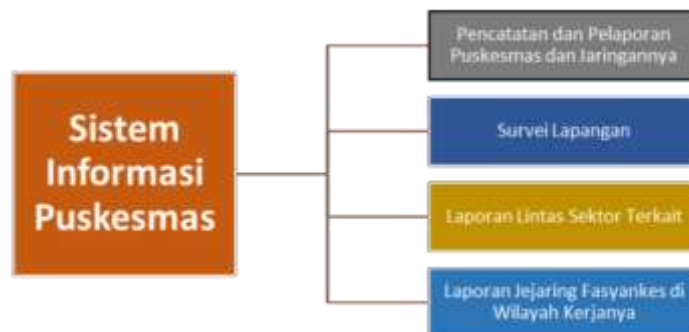 Sistem
Informasi
Puskesmas
Pencatatan dan Pelaporan
Puskesmas dan Jaringannya
Survei Lapangan
Laporan Lintas Sektor Terkait
Laporan Jejaring Fasyankes di
Wilayah Kerjanya